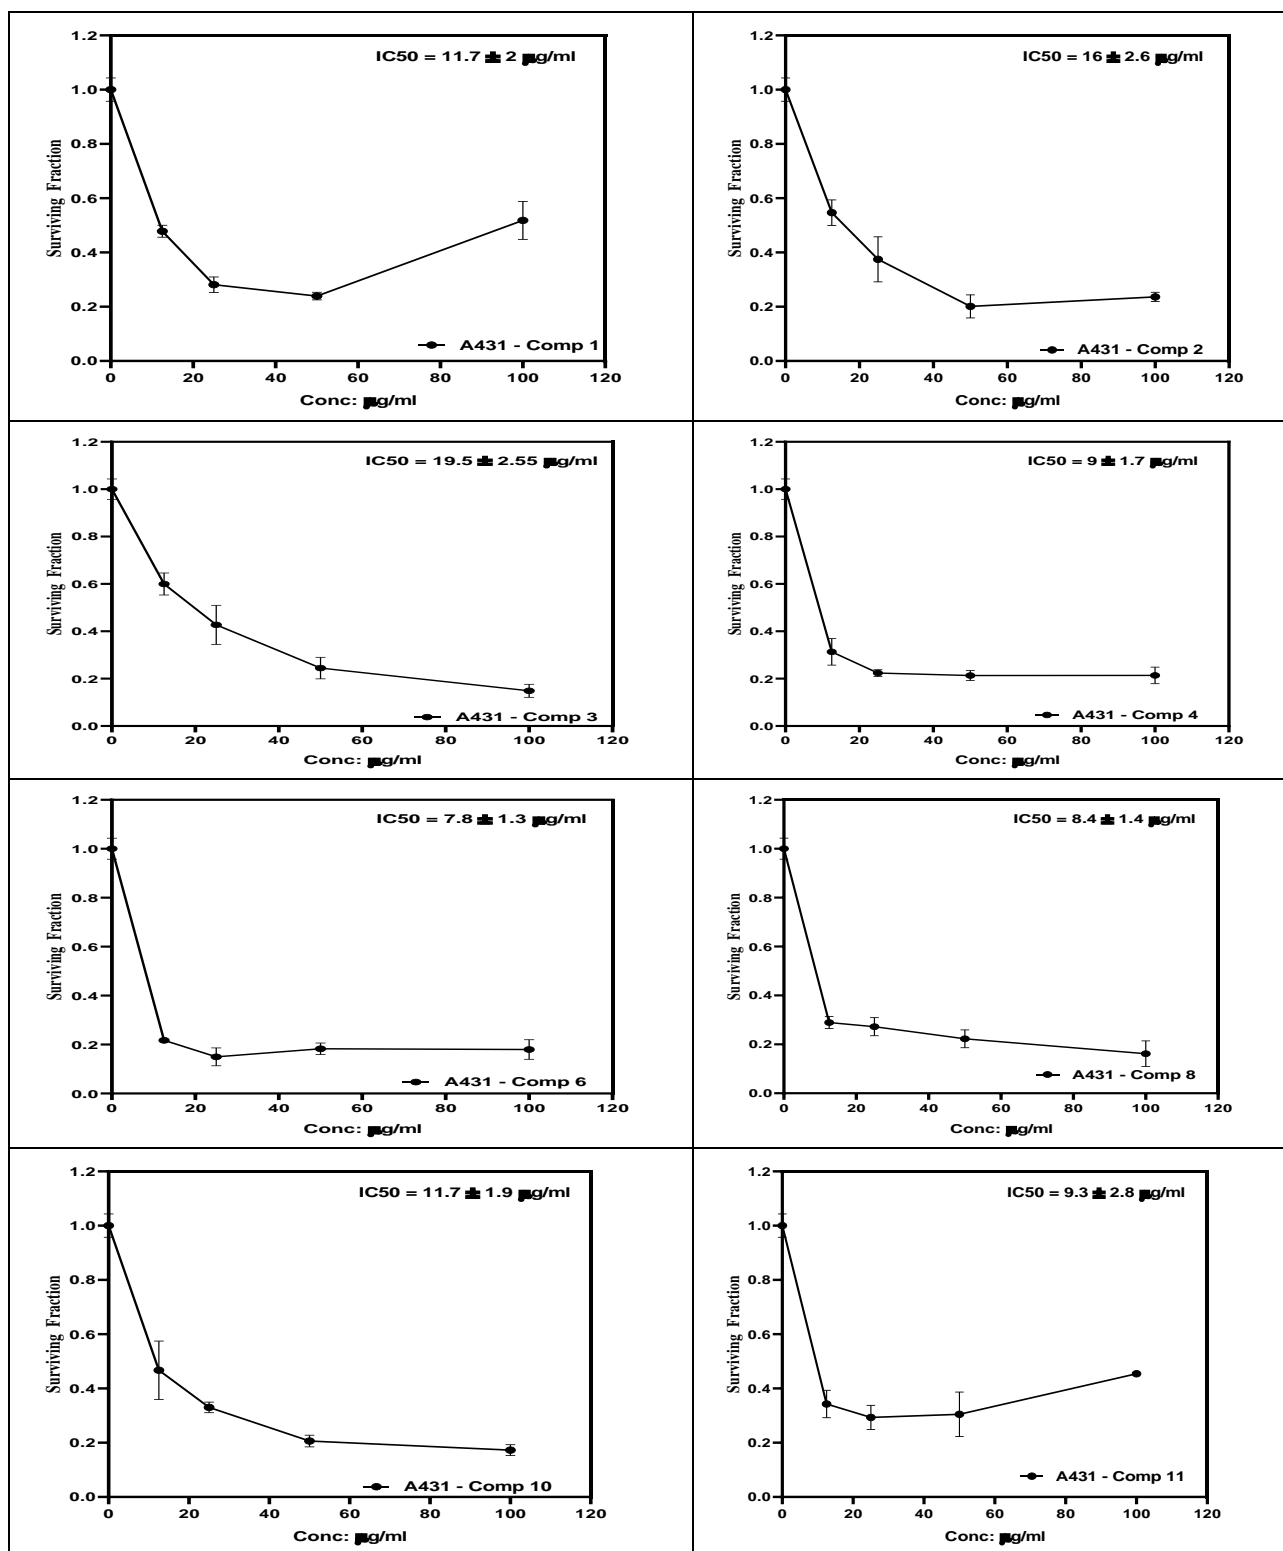 IC50 = 11.7 ± 2 µg/ml
1.2
1.0
0.8
0.6
0.4
0.2
0.0
Surviving Fraction
A431 - Comp 1
0 20 40 60 80 100 120
Conc: µg/ml
IC50 = 16 ± 2.6 µg/ml
1.2
1.0
0.8
0.6
0.4
0.2
0.0
Surviving Fraction
A431 - Comp 2
0 20 40 60 80 100 120
Conc: µg/ml
IC50 = 19.5 ± 2.55 µg/ml
1.2
1.0
0.8
0.6
0.4
0.2
0.0
Surviving Fraction
A431 - Comp 3
0 20 40 60 80 100 120
Conc: µg/ml
IC50 = 9 ± 1.7 µg/ml
1.2
1.0
0.8
0.6
0.4
0.2
0.0
Surviving Fraction
A431 - Comp 4
0 20 40 60 80 100 120
Conc: µg/ml
IC50 = 7.8 ± 1.3 µg/ml
1.2
1.0
0.8
0.6
0.4
0.2
0.0
Surviving Fraction
A431 - Comp 6
0 20 40 60 80 100 120
Conc: µg/ml
IC50 = 8.4 ± 1.4 µg/ml
1.2
1.0
0.8
0.6
0.4
0.2
0.0
Surviving Fraction
A431 - Comp 8
0 20 40 60 80 100 120
Conc: µg/ml
IC50 = 11.7 ± 1.9 µg/ml
1.2
1.0
0.8
0.6
0.4
0.2
0.0
Surviving Fraction
A431 - Comp 10
0 20 40 60 80 100 120
Conc: µg/ml
IC50 = 9.3 ± 2.8 µg/ml
1.2
1.0
0.8
0.6
0.4
0.2
0.0
Surviving Fraction
A431 - Comp 11
0 20 40 60 80 100 120
Conc: µg/ml